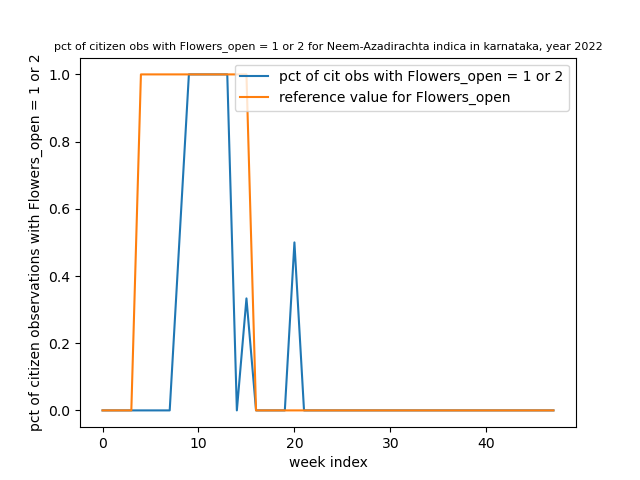 pct of citizen obs with Flowers_open = 1 or 2 for Neem-Azadirachta indica in karnataka, year 2022
pct of citizen observations with Flowers_open = 1 or 2
1.0
0.8
0.6
0.4
0.2
0.0
pct of cit obs with Flowers_open = 1 or 2
reference value for Flowers_open
0 10 20 30 40
week index